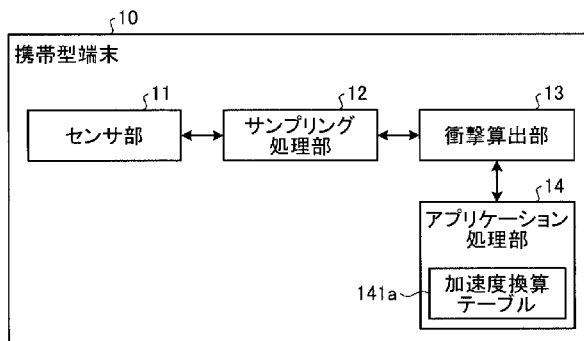 10
携帯型端末
11
センサ部
12
サンプリング
処理部
13
衝撃算出部
14
アプリケーション
処理部
141a
加速度換算
テーブル